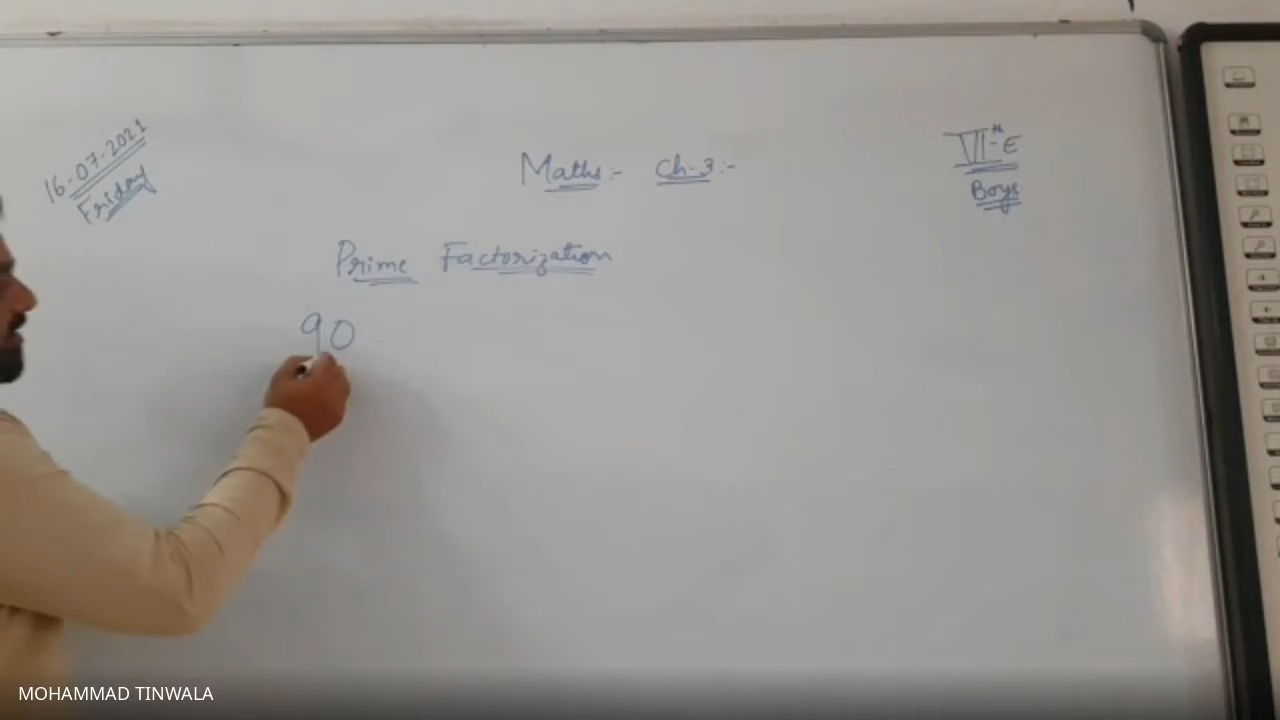 16-07-2021
Friday
Maths:- Ch-3:-
VIth-E
Boys
Prime Factorization
90
MOHAMMAD TINWALA